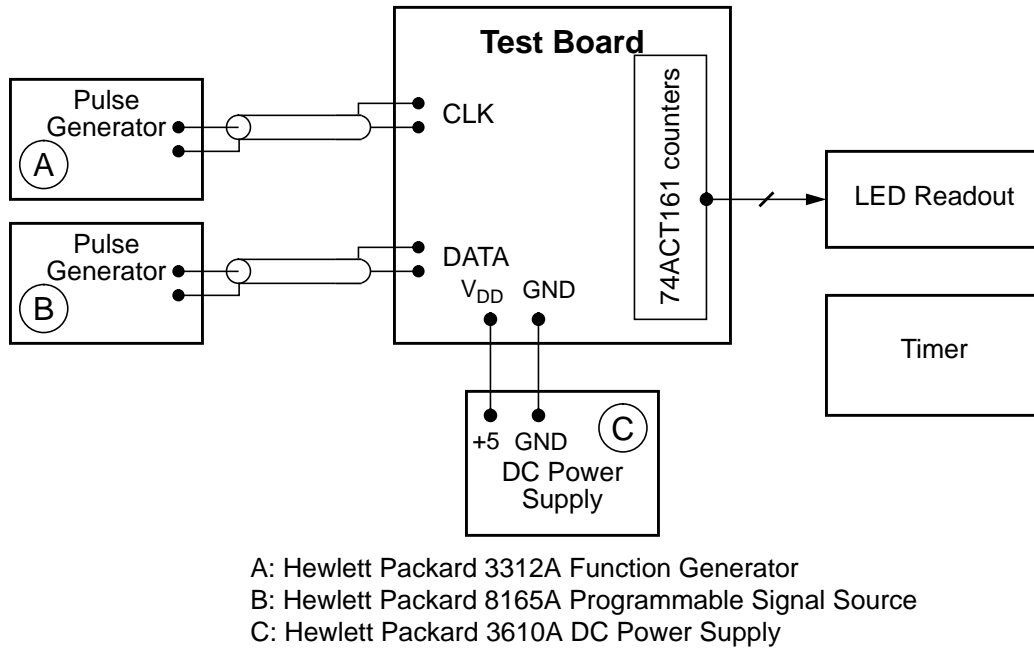 Test Board
Pulse
Generator
A
CLK
74ACT161 counters
LED Readout
Pulse
Generator
B
DATA
VDD GND
Timer
+5 GND
C
DC Power
Supply
A: Hewlett Packard 3312A Function Generator
B: Hewlett Packard 8165A Programmable Signal Source
C: Hewlett Packard 3610A DC Power Supply